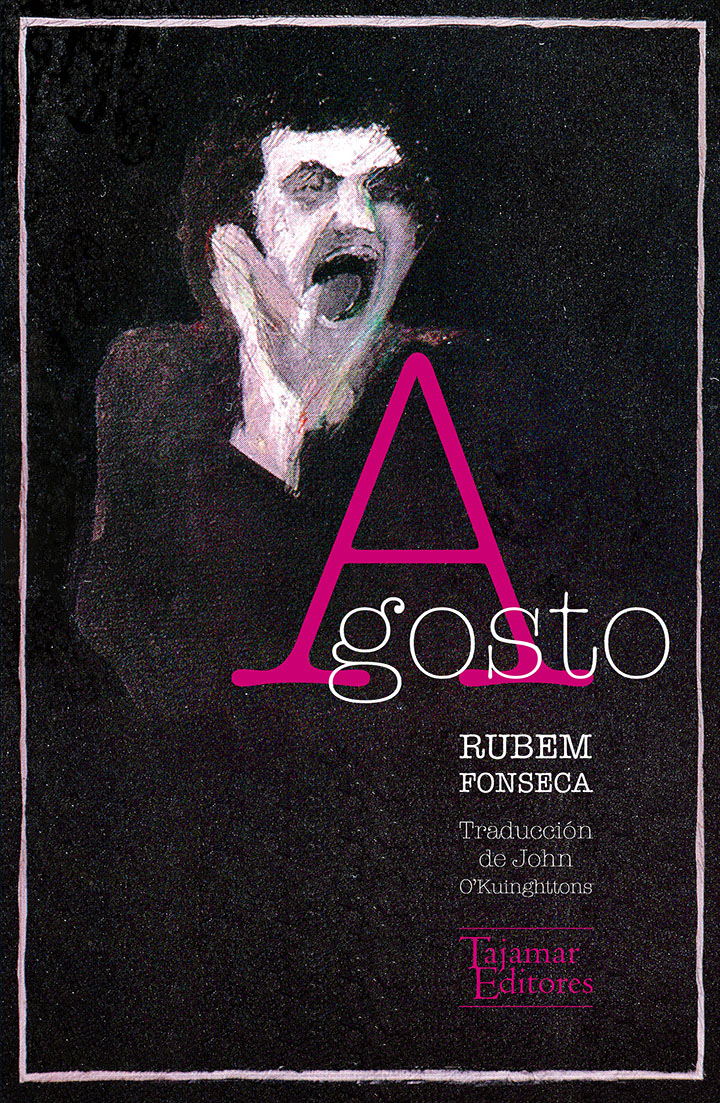 Agosto
RUBEM
FONSECA
Traducción
de John
O'Kuinghttons
Tajamar
Editores